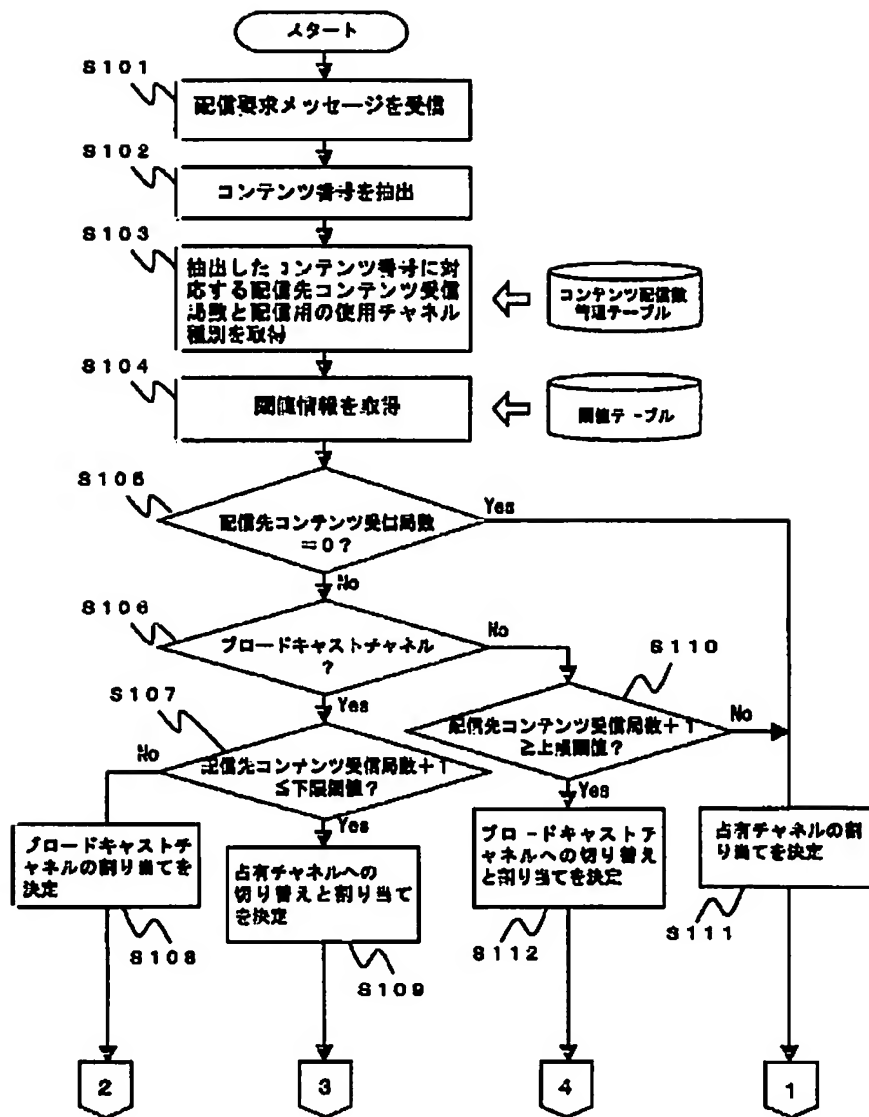 スタート
S101
配信要求メッセージを受信
S102
コンテンツ番号を抽出
S103
抽出したコンテンツ番号に対
応する配信先コンテンツ受信
局数と配信用の使用チャネル
種別を取得
コンテンツ配信数
管理テーブル
S104
閾値情報を取得
閾値テーブル
S105
配信先コンテンツ受信局数
=0?
Yes
No
S106
ブロードキャストチャネル
?
No
Yes
S110
配信先コンテンツ受信局数+1
≧上限閾値?
No
Yes
S107
配信先コンテンツ受信局数+1
≦下限閾値?
No
Yes
ブロードキャストチ
ャネルの割り当てを
決定
S108
占有チャネルへの
切り替えと割り当て
を決定
S109
ブロードキャストチ
ャネルへの切り替え
と割り当てを決定
S112
占有チャネルの割
り当てを決定
S111
2
3
4
1